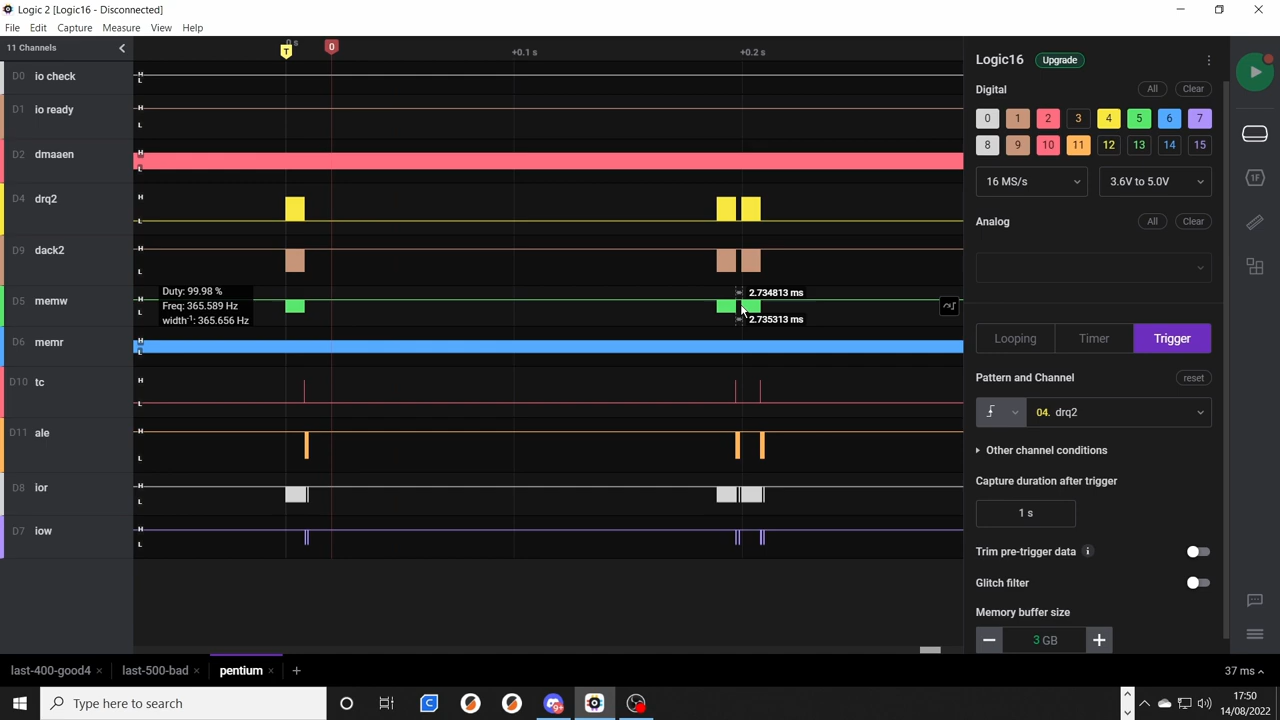 Logic 2 [Logic16 - Disconnected]
File Edit Capture Measure View Help
11 Channels
0 s
T
0
+0.1 s
+0.2 s
D0 io check
H
L
D1 io ready
H
L
D2 dmaaen
H
L
D4 drq2
H
L
D9 dack2
H
L
D5 memw
H
L
Duty: 99.98 %
Freq: 365.589 Hz
width-1: 365.656 Hz
2.734813 ms
2.735313 ms
D6 memr
H
L
D10 tc
H
L
D11 ale
H
L
D8 ior
H
L
D7 iow
H
L
Logic16 Upgrade
Digital All Clear
0 1 2 3 4 5 6 7
8 9 10 11 12 13 14 15
16 MS/s 3.6V to 5.0V
Analog All Clear
Looping Timer Trigger
Pattern and Channel reset
04. drq2
Other channel conditions
Capture duration after trigger
1 s
Trim pre-trigger data i
Glitch filter
Memory buffer size
3 GB
1F
last-400-good4 × last-500-bad × pentium × +
37 ms
Type here to search
17:50
14/08/2022